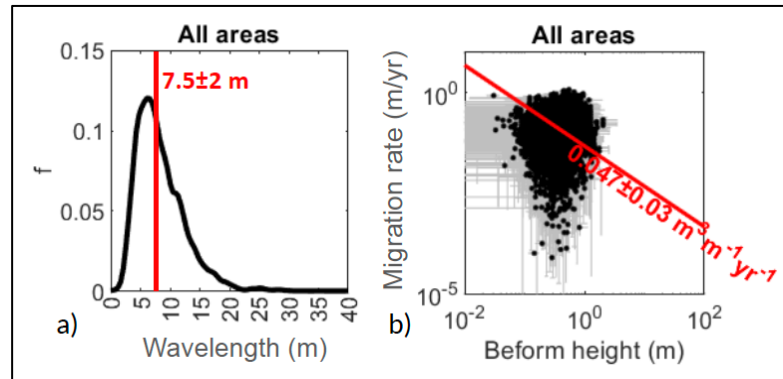 All areas
0.15
0.1
0.05
0
f
7.5±2 m
0 5 10 15 20 25 30 35 40
a)
Wavelength (m)
All areas
Migration rate (m/yr)
10⁰
10⁻⁵
0.047±0.03 m³m⁻¹yr⁻¹
10⁻² 10⁰ 10²
b)
Beform height (m)